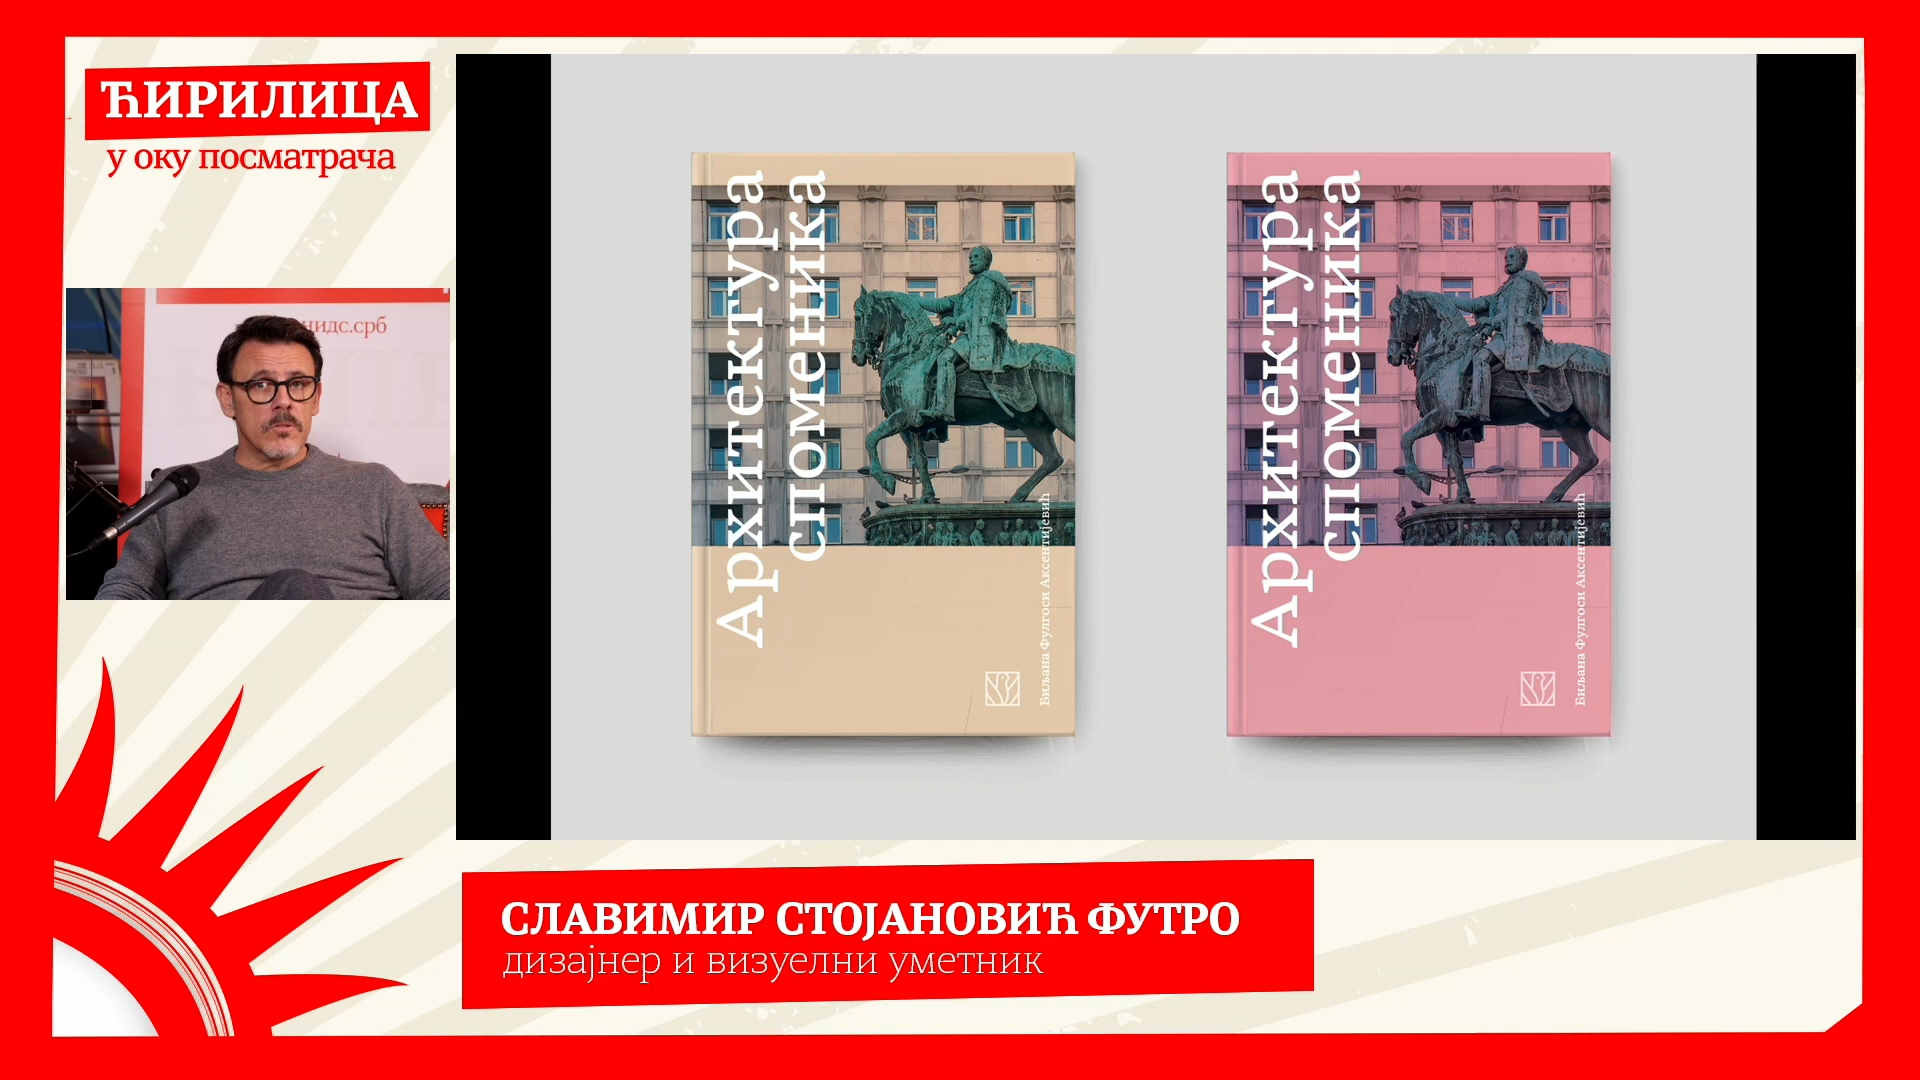 ЋИРИЛИЦА
у оку посматрача
нидс.срб
Архитектура
споменика
Биљана Фулгоси Аксентијевић
Архитектура
споменика
Биљана Фулгоси Аксентијевић
СЛАВИМИР СТОЈАНОВИЋ ФУТРО
дизајнер и визуелни уметник